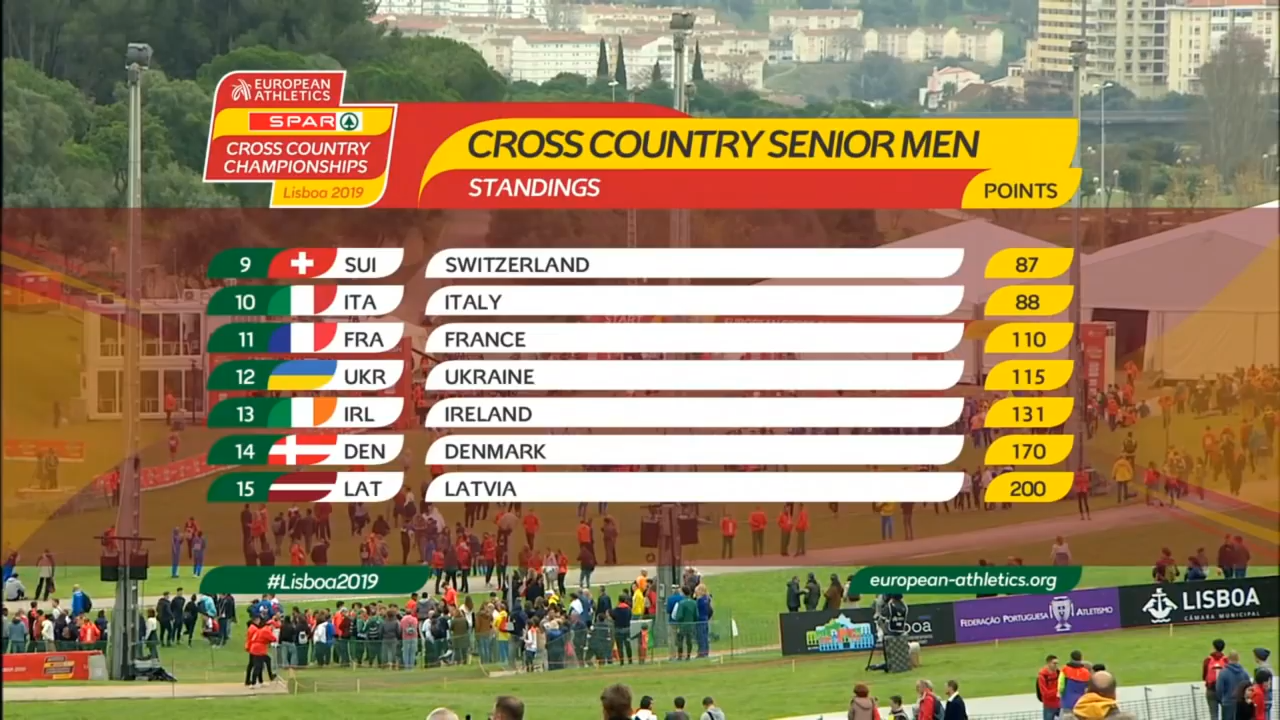 EUROPEAN
ATHLETICS
SPAR
CROSS COUNTRY
CHAMPIONSHIPS
Lisboa 2019
CROSS COUNTRY SENIOR MEN
STANDINGS
POINTS
9 SUI SWITZERLAND 87
10 ITA ITALY 88
11 FRA FRANCE 110
12 UKR UKRAINE 115
13 IRL IRELAND 131
14 DEN DENMARK 170
15 LAT LATVIA 200
#Lisboa2019
european-athletics.org
FEDERAÇÃO PORTUGUESA ATLETISMO
LISBOA
CÂMARA MUNICIPAL